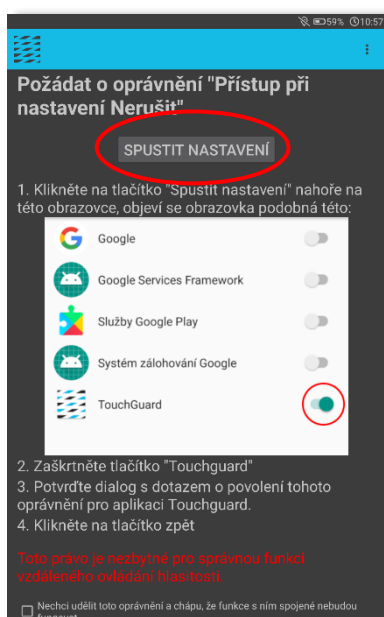 59% 10:57
Požádat o oprávnění "Přístup při
nastavení Nerušit"
SPUSTIT NASTAVENÍ
1. Klikněte na tlačítko "Spustit nastavení" nahoře na
této obrazovce, objeví se obrazovka podobná této:
Google
Google Services Framework
Služby Google Play
Systém zálohování Google
TouchGuard
2. Zaškrtněte tlačítko "Touchguard"
3. Potvrďte dialog s dotazem o povolení tohoto
oprávnění pro aplikaci Touchguard.
4. Klikněte na tlačítko zpět
Toto právo je nezbytné pro správnou funkci
vzdáleného ovládání hlasitosti.
Nechci udělit toto oprávnění a chápu, že funkce s ním spojené nebudou